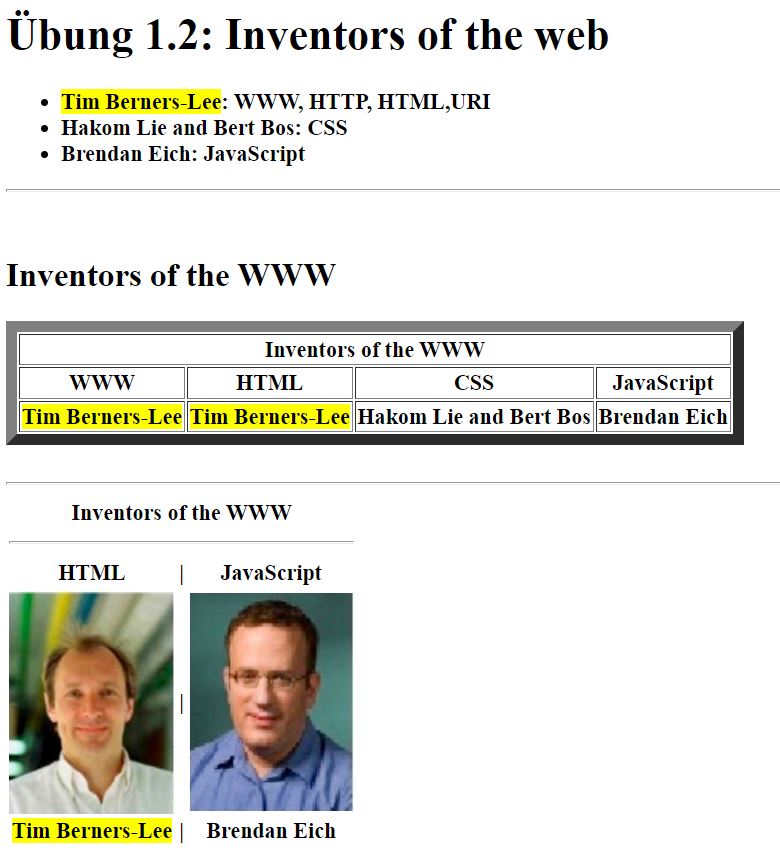 Übung 1.2: Inventors of the web
• Tim Berners-Lee: WWW, HTTP, HTML,URI
• Hakom Lie and Bert Bos: CSS
• Brendan Eich: JavaScript
Inventors of the WWW
Inventors of the WWW
WWW HTML CSS JavaScript
Tim Berners-Lee Tim Berners-Lee Hakom Lie and Bert Bos Brendan Eich
Inventors of the WWW
HTML | JavaScript
|
Tim Berners-Lee | Brendan Eich